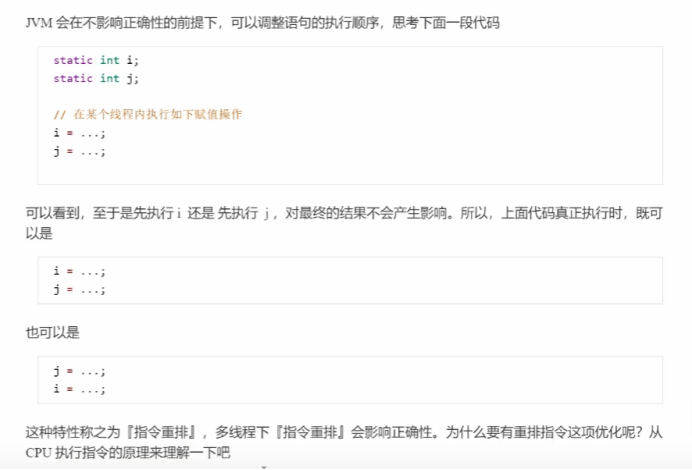 JVM 会在不影响正确性的前提下，可以调整语句的执行顺序，思考下面一段代码
static int i;
static int j;
// 在某个线程内执行如下赋值操作
i = ...;
j = ...;
可以看到，至于是先执行 i 还是 先执行 j ，对最终的结果不会产生影响。所以，上面代码真正执行时，既可
以是
i = ...;
j = ...;
也可以是
j = ...;
i = ...;
这种特性称之为『指令重排』，多线程下『指令重排』会影响正确性。为什么要有重排指令这项优化呢？从
CPU 执行指令的原理来理解一下吧